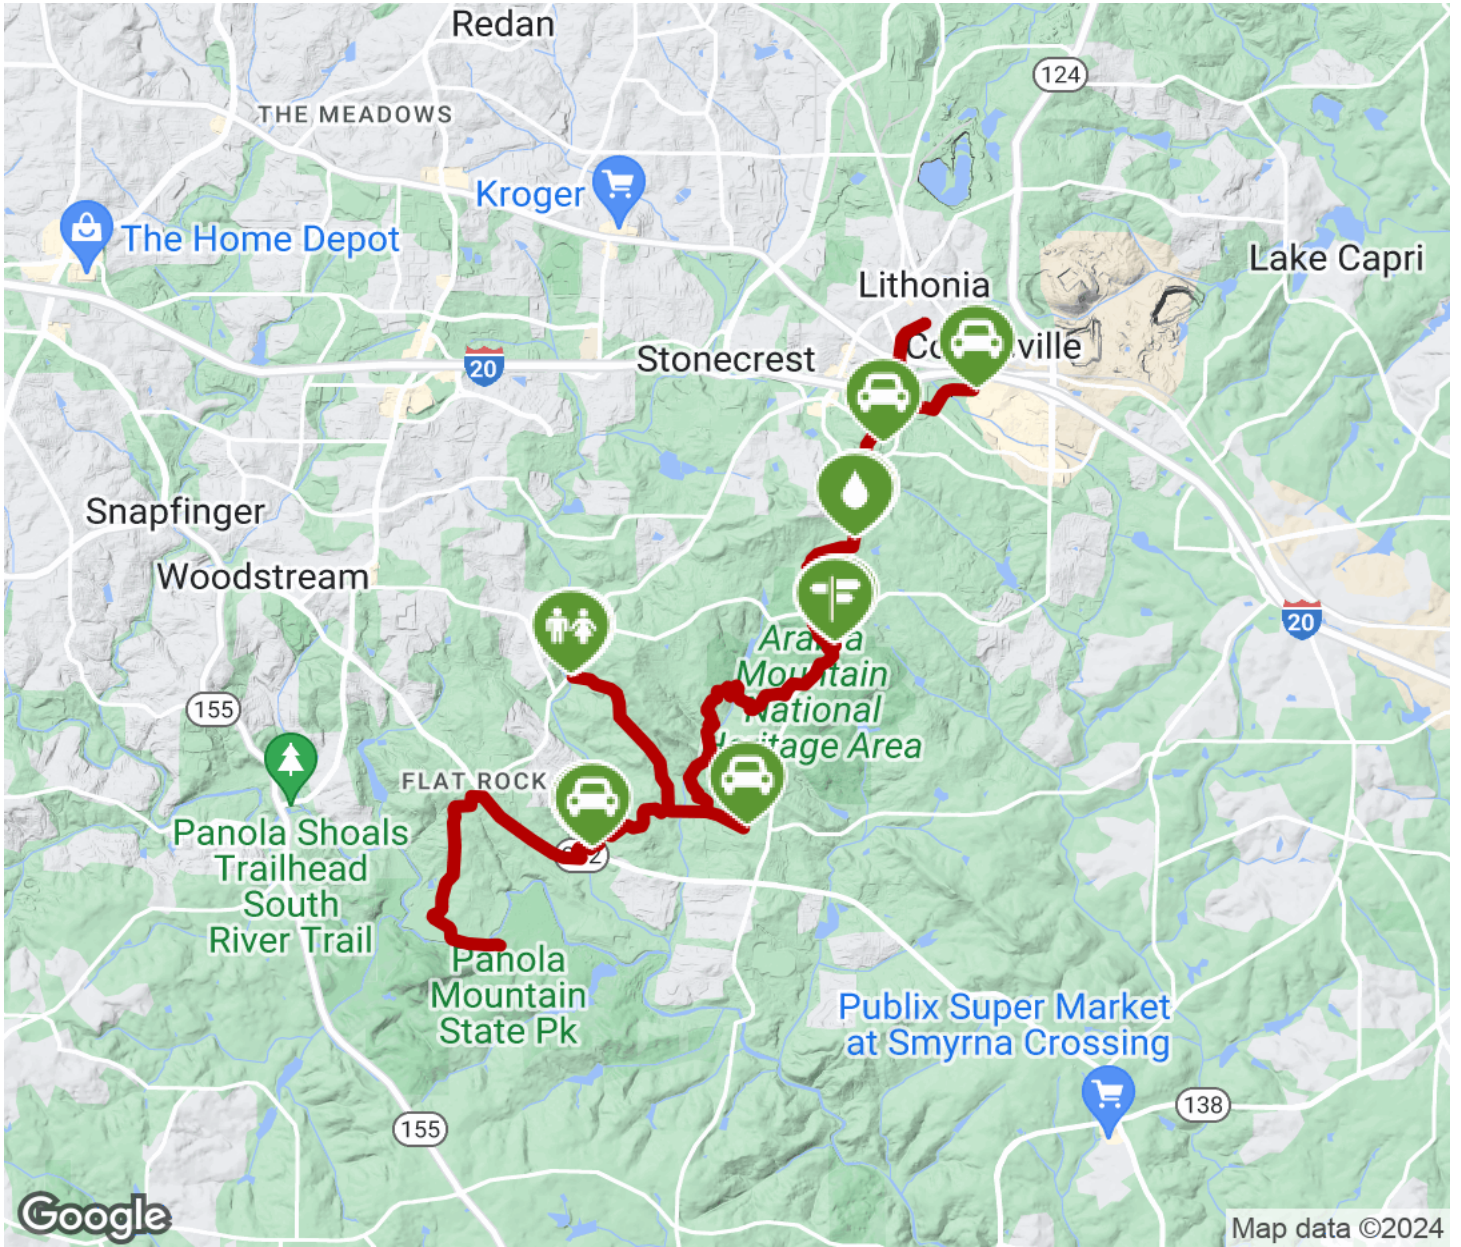 Redan
124
THE MEADOWS
Kroger
The Home Depot
Lake Capri
Lithonia
Stonecrest
20
Snapfinger
Woodstream
20
Mountain
National
Area
155
FLAT ROCK
Panola Shoals
Trailhead
South
River Trail
Panola
Mountain
State Pk
Publix Super Market
at Smyrna Crossing
138
155
Google
Map data ©2024